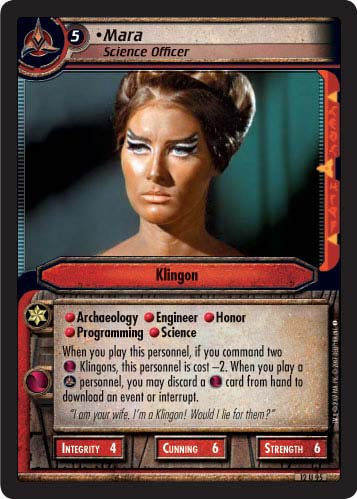 5 •Mara
Science Officer
Klingon
Archaeology Engineer Honor
Programming Science
When you play this personnel, if you command two
Klingons, this personnel is cost –2. When you play a
personnel, you may discard a card from hand to
download an event or interrupt.
"I am your wife. I'm a Klingon! Would I lie for them?"
INTEGRITY 4 CUNNING 6 STRENGTH 6
12 U 95